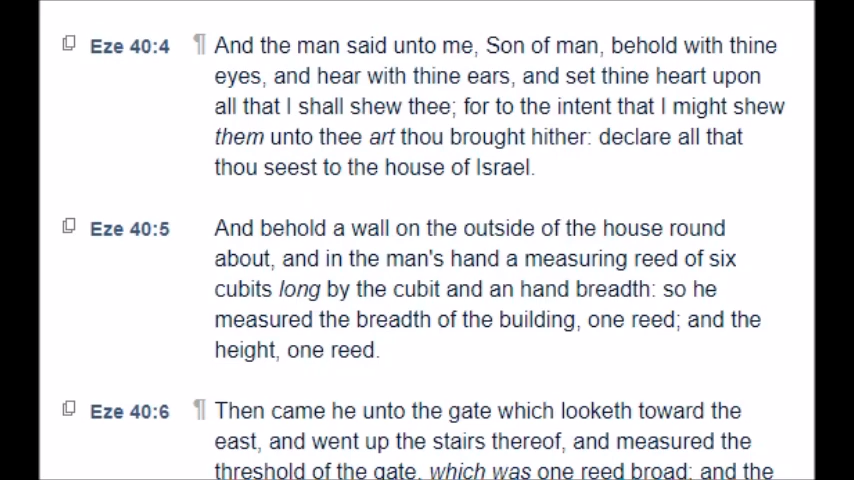 Eze 40:4 ¶ And the man said unto me, Son of man, behold with thine
eyes, and hear with thine ears, and set thine heart upon
all that I shall shew thee; for to the intent that I might shew
them unto thee art thou brought hither: declare all that
thou seest to the house of Israel.
Eze 40:5 And behold a wall on the outside of the house round
about, and in the man's hand a measuring reed of six
cubits long by the cubit and an hand breadth: so he
measured the breadth of the building, one reed; and the
height, one reed.
Eze 40:6 ¶ Then came he unto the gate which looketh toward the
east, and went up the stairs thereof, and measured the
threshold of the gate, which was one reed broad; and the